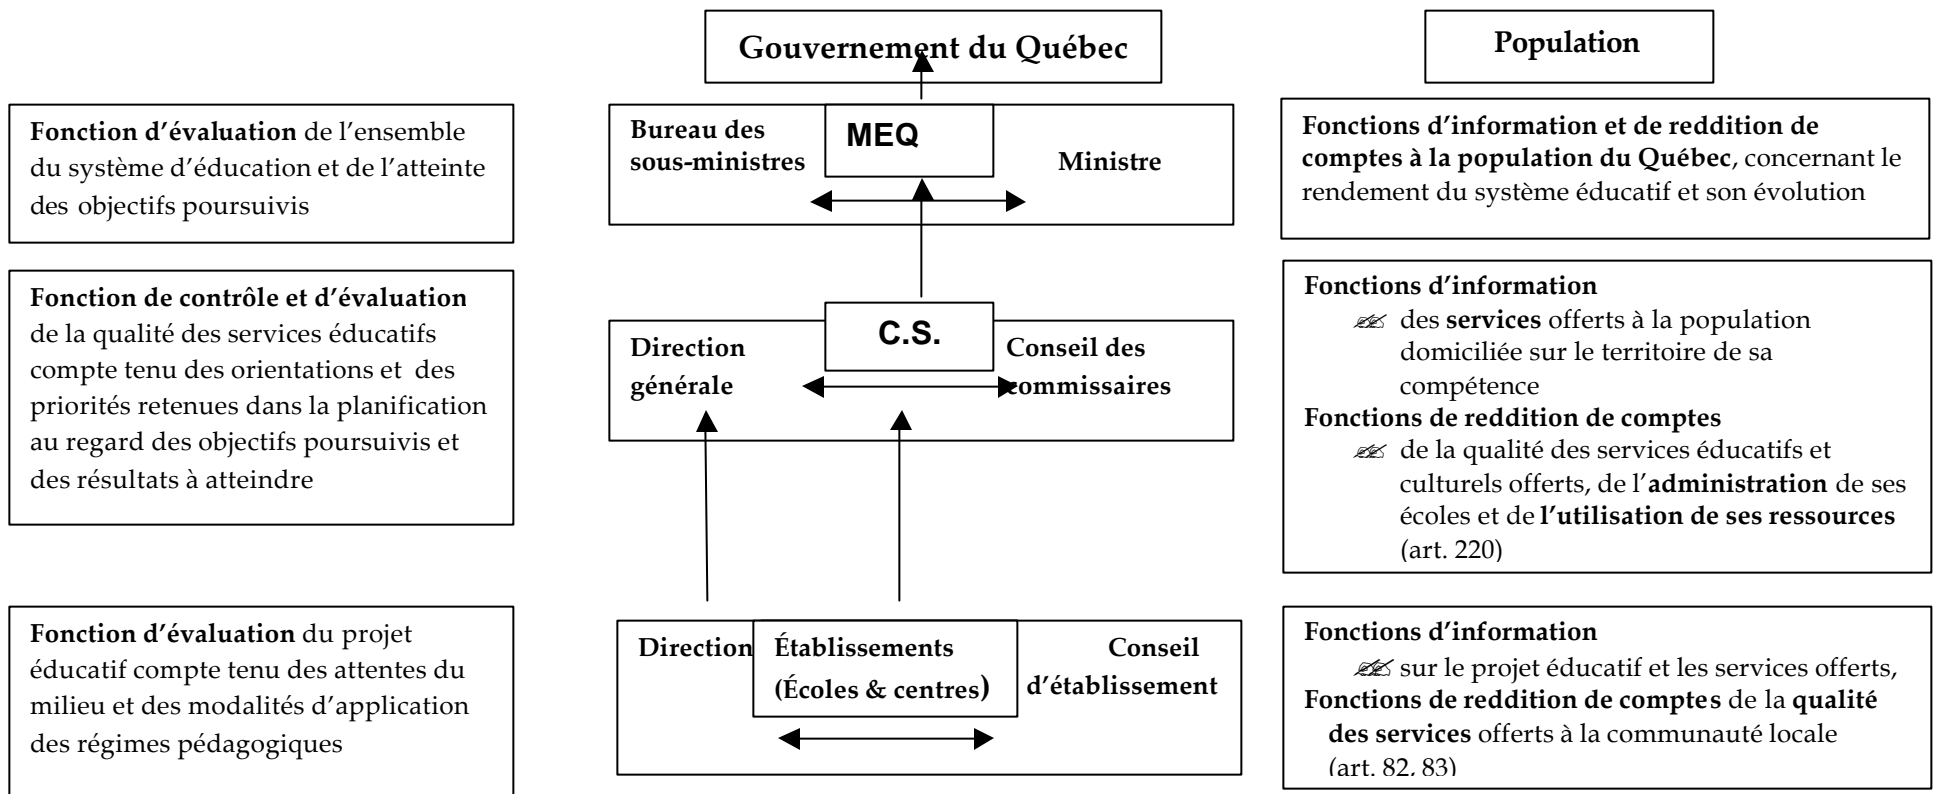 Gouvernement du Québec
Population
Fonction d’évaluation de l’ensemble
du système d’éducation et de l’atteinte
des objectifs poursuivis
Bureau des
sous-ministres
MEQ
Ministre
Fonctions d’information et de reddition de
comptes à la population du Québec, concernant le
rendement du système éducatif et son évolution
Fonction de contrôle et d’évaluation
de la qualité des services éducatifs
compte tenu des orientations et des
priorités retenues dans la planification
au regard des objectifs poursuivis et
des résultats à atteindre
Direction
générale
C.S.
Conseil des
commissaires
Fonctions d’information
des services offerts à la population
domiciliée sur le territoire de sa
compétence
Fonctions de reddition de comptes
de la qualité des services éducatifs et
culturels offerts, de l’administration de ses
écoles et de l’utilisation de ses ressources
(art. 220)
Fonction d’évaluation du projet
éducatif compte tenu des attentes du
milieu et des modalités d’application
des régimes pédagogiques
Direction
Établissements
(Écoles & centres)
Conseil
d’établissement
Fonctions d’information
sur le projet éducatif et les services offerts,
Fonctions de reddition de comptes de la qualité
des services offerts à la communauté locale
(art. 82, 83)